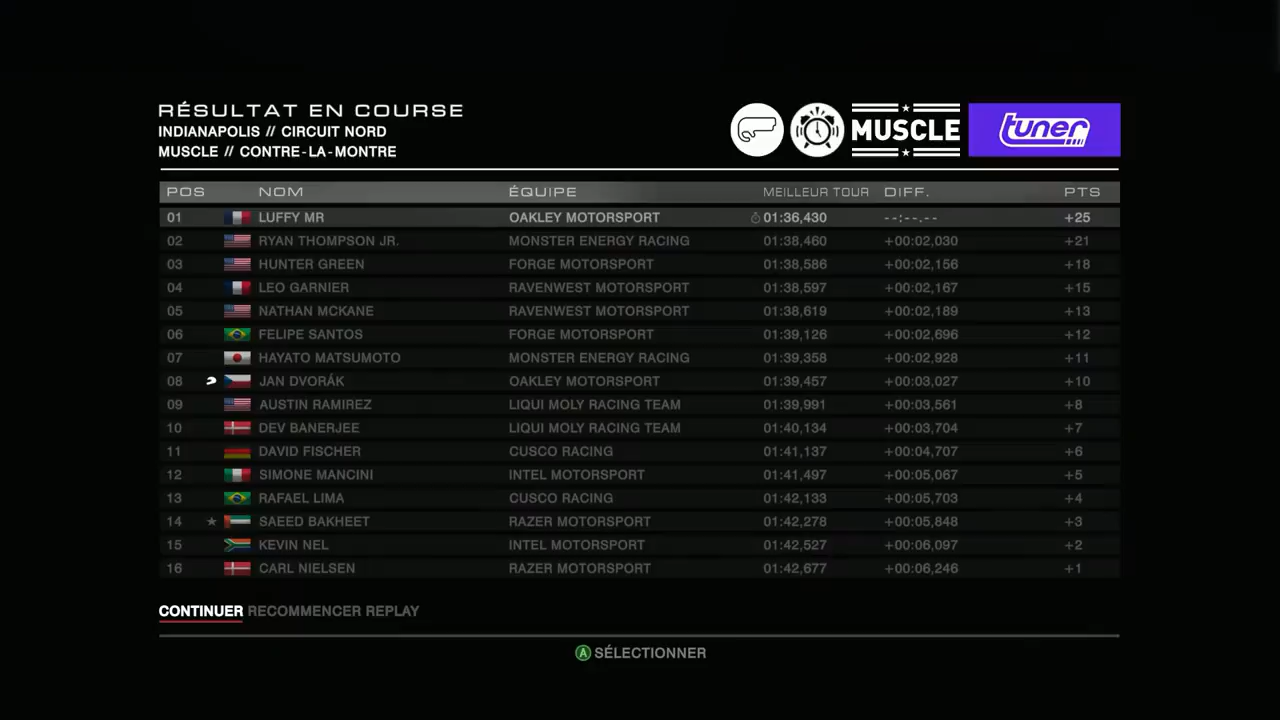 RÉSULTAT EN COURSE
INDIANAPOLIS // CIRCUIT NORD
MUSCLE // CONTRE-LA-MONTRE
MUSCLE
tuner
POS NOM ÉQUIPE MEILLEUR TOUR DIFF. PTS
01 LUFFY MR OAKLEY MOTORSPORT 01:36,430 --:--.-- +25
02 RYAN THOMPSON JR. MONSTER ENERGY RACING 01:38,460 +00:02,030 +21
03 HUNTER GREEN FORGE MOTORSPORT 01:38,586 +00:02,156 +18
04 LEO GARNIER RAVENWEST MOTORSPORT 01:38,597 +00:02,167 +15
05 NATHAN MCKANE RAVENWEST MOTORSPORT 01:38,619 +00:02,189 +13
06 FELIPE SANTOS FORGE MOTORSPORT 01:39,126 +00:02,696 +12
07 HAYATO MATSUMOTO MONSTER ENERGY RACING 01:39,358 +00:02,928 +11
08 JAN DVORÁK OAKLEY MOTORSPORT 01:39,457 +00:03,027 +10
09 AUSTIN RAMIREZ LIQUI MOLY RACING TEAM 01:39,991 +00:03,561 +8
10 DEV BANERJEE LIQUI MOLY RACING TEAM 01:40,134 +00:03,704 +7
11 DAVID FISCHER CUSCO RACING 01:41,137 +00:04,707 +6
12 SIMONE MANCINI INTEL MOTORSPORT 01:41,497 +00:05,067 +5
13 RAFAEL LIMA CUSCO RACING 01:42,133 +00:05,703 +4
14 SAEED BAKHEET RAZER MOTORSPORT 01:42,278 +00:05,848 +3
15 KEVIN NEL INTEL MOTORSPORT 01:42,527 +00:06,097 +2
16 CARL NIELSEN RAZER MOTORSPORT 01:42,677 +00:06,246 +1
CONTINUER RECOMMENCER REPLAY
A SÉLECTIONNER